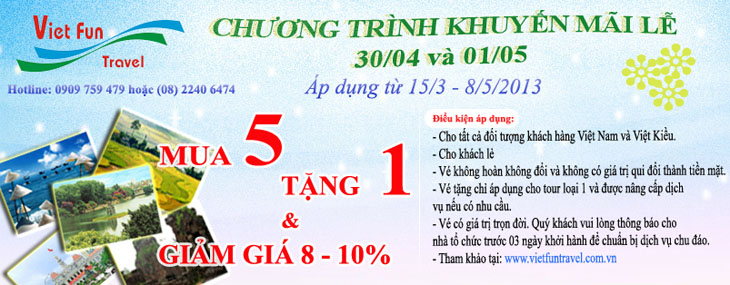 Viet Fun
Travel
Hotline: 0909 759 479 hoặc (08) 2240 6474
CHƯƠNG TRÌNH KHUYẾN MÃI LỄ
30/04 và 01/05
Áp dụng từ 15/3 - 8/5/2013
MUA 5
TẶNG 1
&
GIẢM GIÁ 8 - 10%
Điều kiện áp dụng:
- Cho tất cả đối tượng khách hàng Việt Nam và Việt Kiều.
- Cho khách lẻ
- Vé không hoàn không đổi và không có giá trị qui đổi thành tiền mặt.
- Vé tặng chỉ áp dụng cho tour loại 1 và được nâng cấp dịch
vụ nếu có nhu cầu.
- Vé có giá trị trọn đời. Quý khách vui lòng thông báo cho
nhà tổ chức trước 03 ngày khởi hành để chuẩn bị dịch vụ chu đáo.
- Tham khảo tại: www.vietfuntravel.com.vn